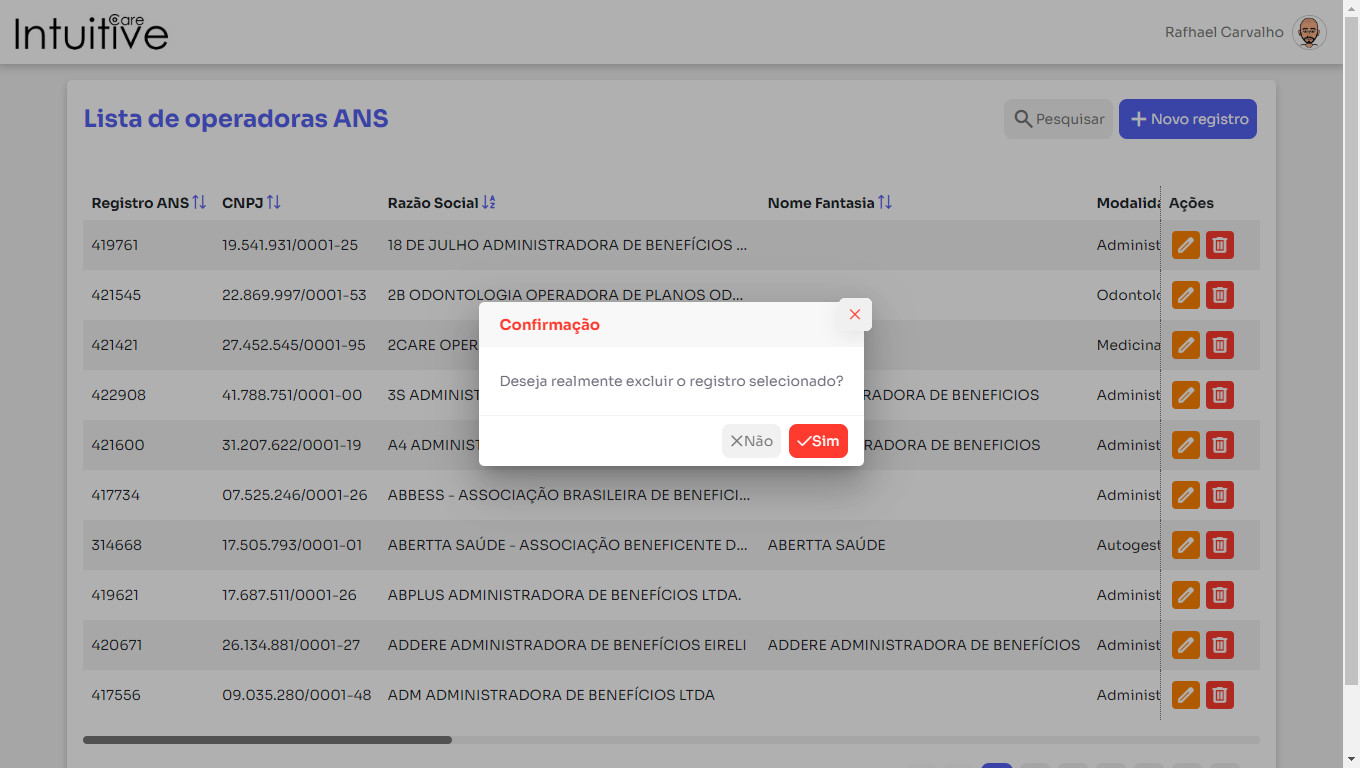 Intuitive Care
Rafhael Carvalho
Lista de operadoras ANS
Pesquisar
Novo registro
Registro ANS CNPJ Razão Social Nome Fantasia Modalida Ações
419761 19.541.931/0001-25 18 DE JULHO ADMINISTRADORA DE BENEFÍCIOS ... Administ
421545 22.869.997/0001-53 2B ODONTOLOGIA OPERADORA DE PLANOS OD... Odontolo
421421 27.452.545/0001-95 2CARE OPER Medicina
422908 41.788.751/0001-00 3S ADMINIST RADORA DE BENEFICIOS Administ
421600 31.207.622/0001-19 A4 ADMINIST RADORA DE BENEFICIOS Administ
417734 07.525.246/0001-26 ABBESS - ASSOCIAÇÃO BRASILEIRA DE BENEFICI... Administ
314668 17.505.793/0001-01 ABERTTA SAÚDE - ASSOCIAÇÃO BENEFICENTE D... ABERTTA SAÚDE Autogest
419621 17.687.511/0001-26 ABPLUS ADMINISTRADORA DE BENEFÍCIOS LTDA. Administ
420671 26.134.881/0001-27 ADDERE ADMINISTRADORA DE BENEFÍCIOS EIRELI ADDERE ADMINISTRADORA DE BENEFÍCIOS Administ
417556 09.035.280/0001-48 ADM ADMINISTRADORA DE BENEFÍCIOS LTDA Administ
Confirmação
Deseja realmente excluir o registro selecionado?
Não
Sim